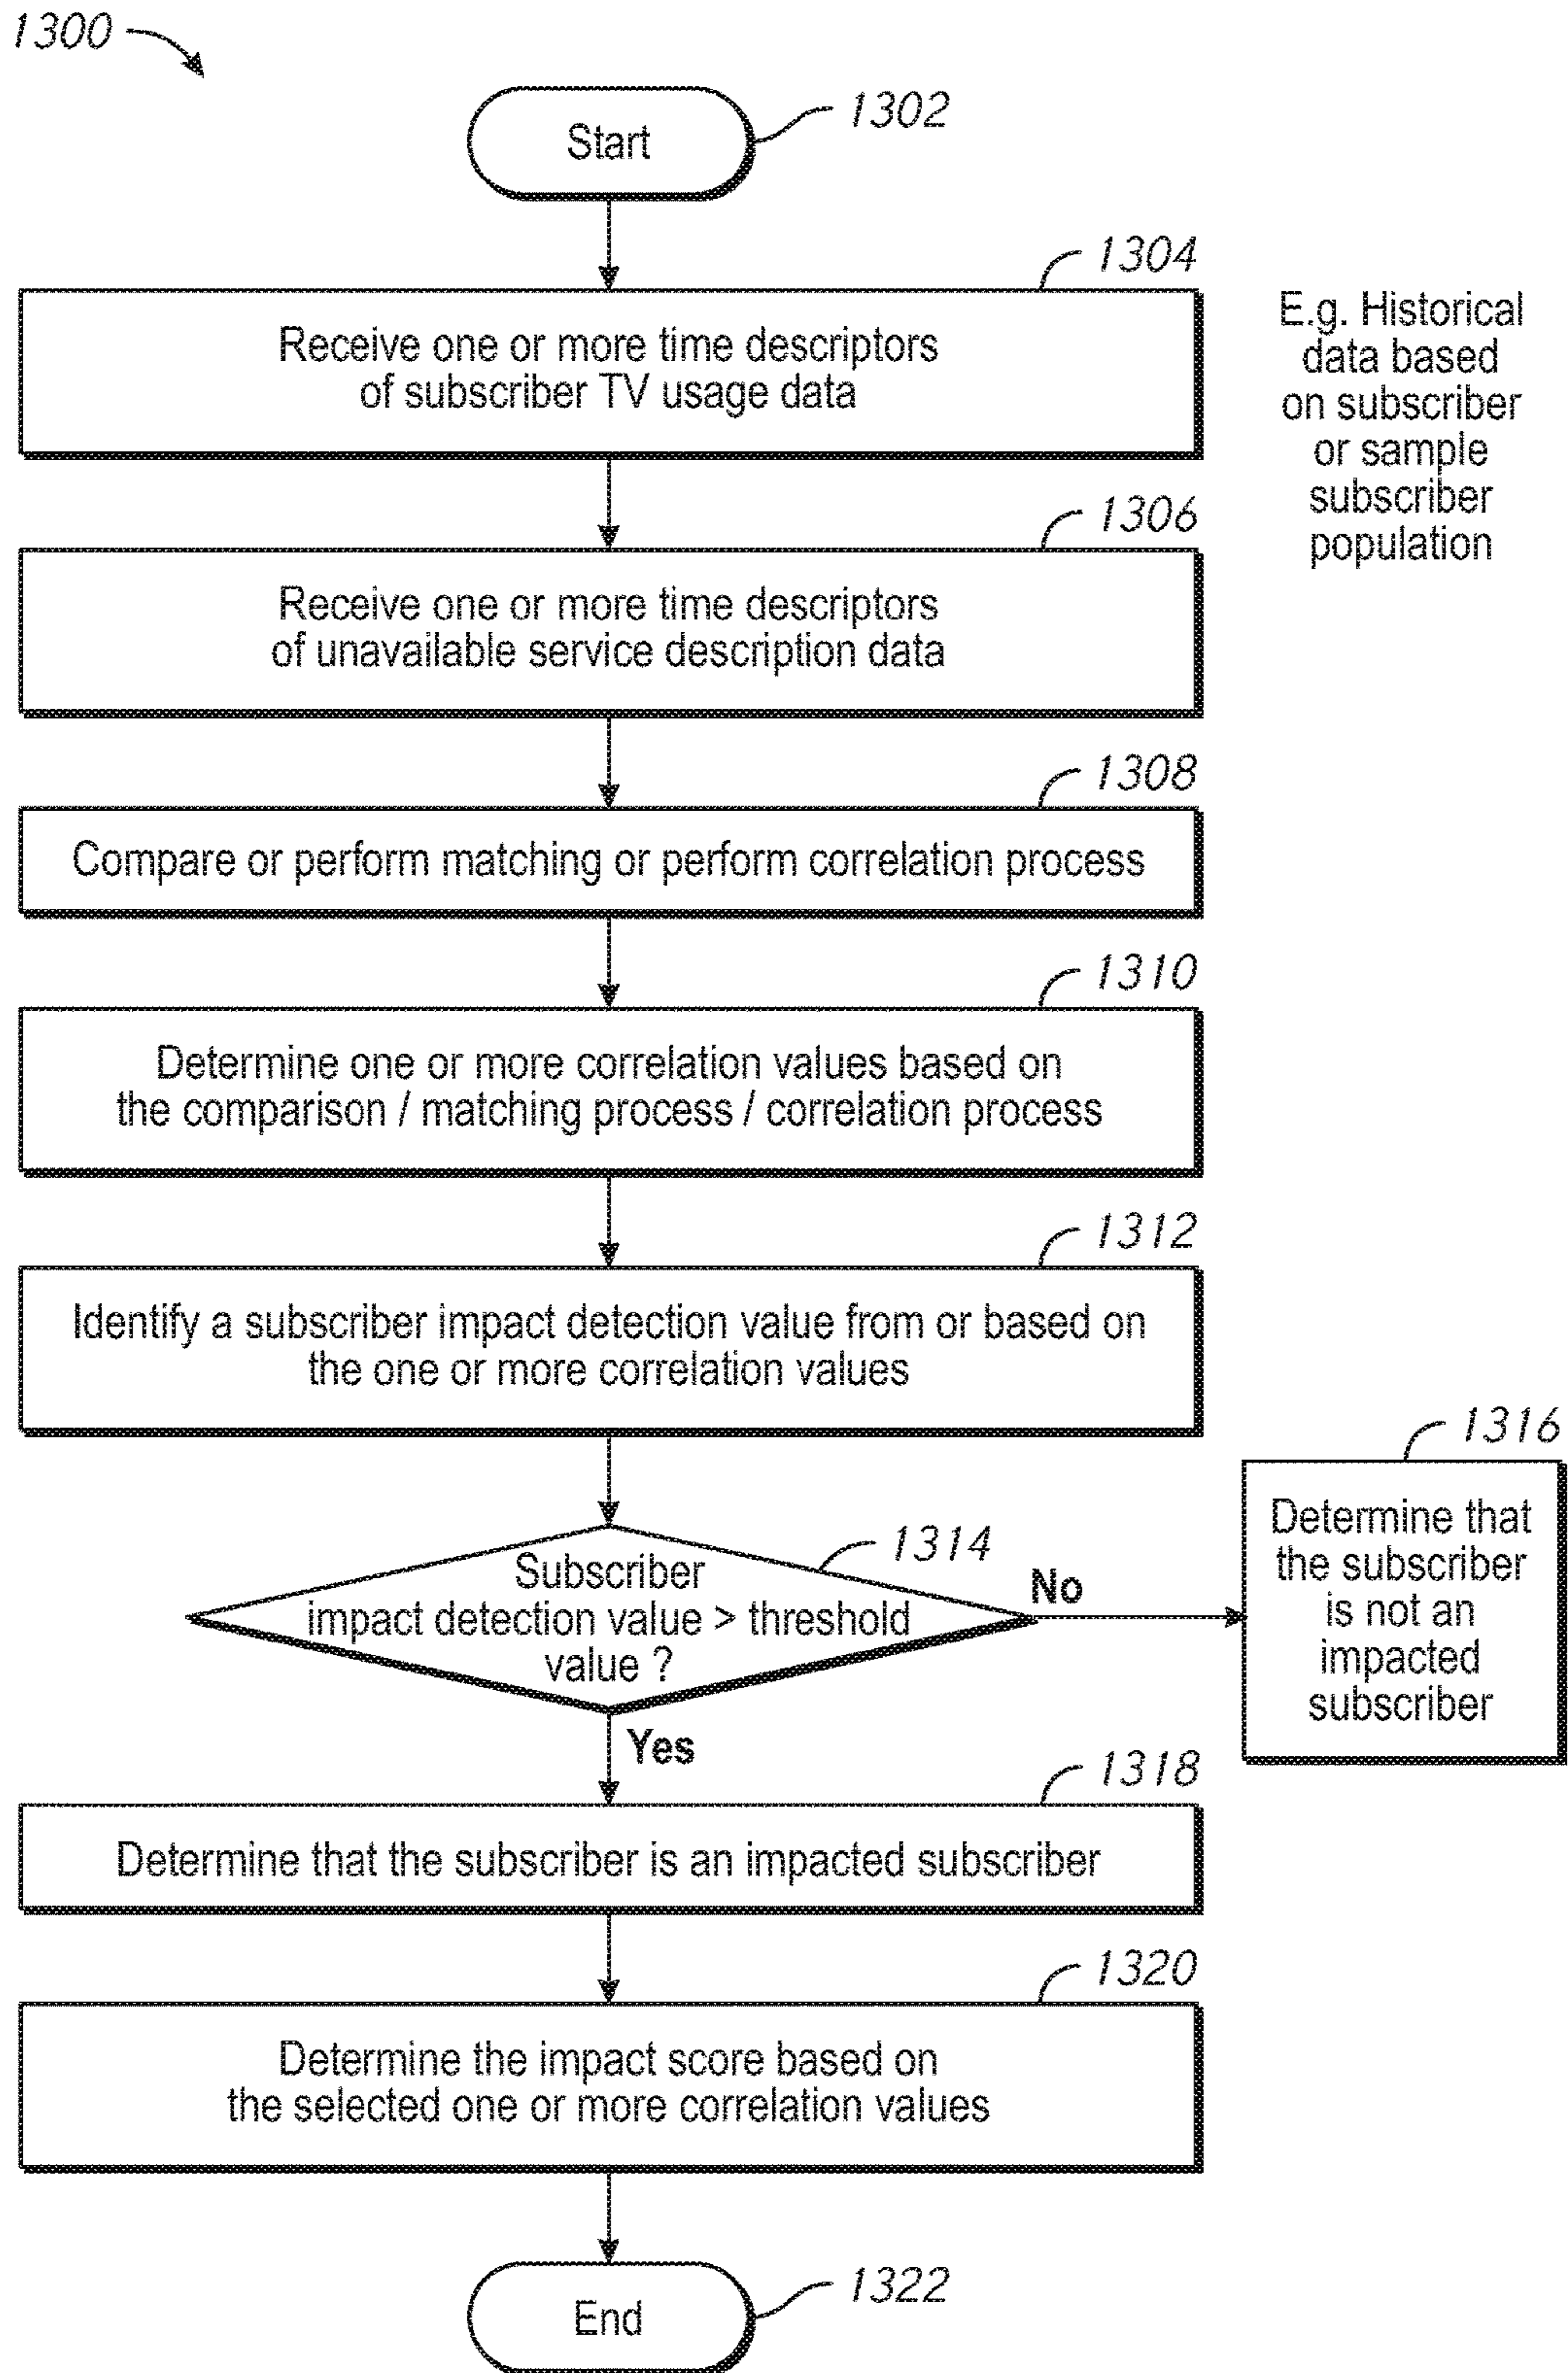 1300
Start
1302
1304
Receive one or more time descriptors
of subscriber TV usage data
E.g. Historical
data based
on subscriber
or sample
subscriber
population
1306
Receive one or more time descriptors
of unavailable service description data
1308
Compare or perform matching or perform correlation process
1310
Determine one or more correlation values based on
the comparison / matching process / correlation process
1312
Identify a subscriber impact detection value from or based on
the one or more correlation values
1314
Subscriber
impact detection value > threshold
value ?
No
1316
Determine that
the subscriber
is not an
impacted
subscriber
Yes
1318
Determine that the subscriber is an impacted subscriber
1320
Determine the impact score based on
the selected one or more correlation values
End
1322